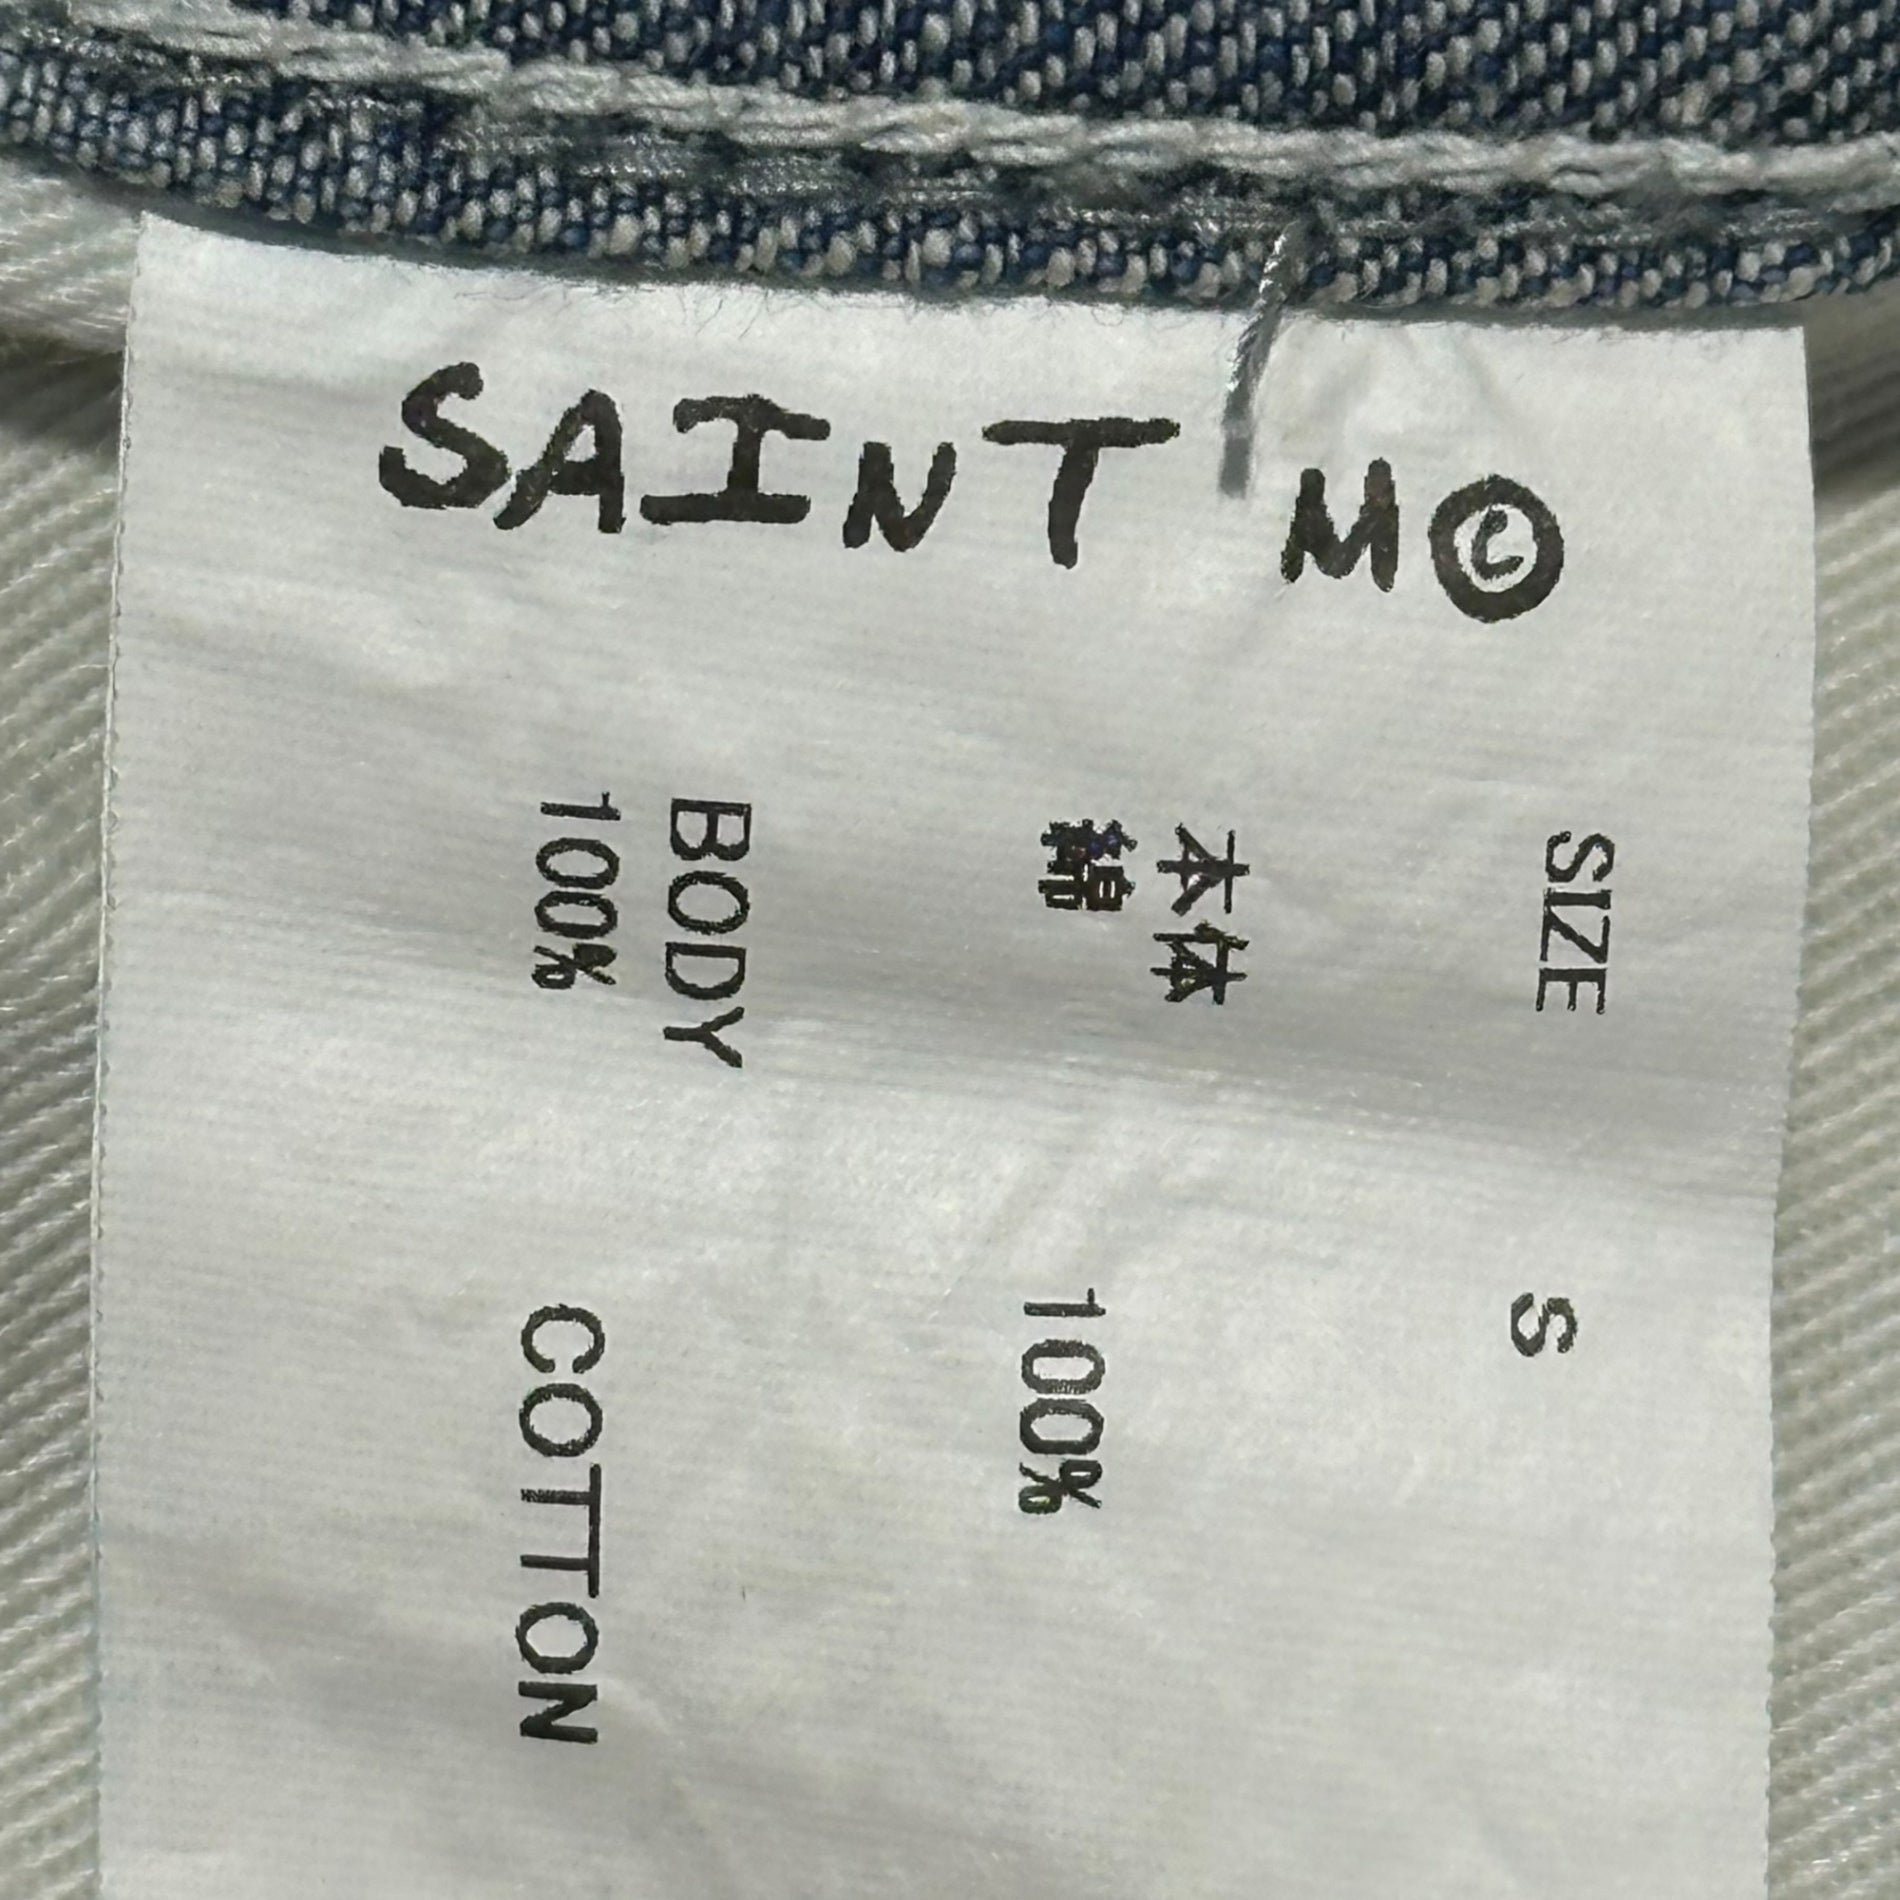 SAINT M©
SIZE S
本体
綿 100%
BODY
100% COTTON